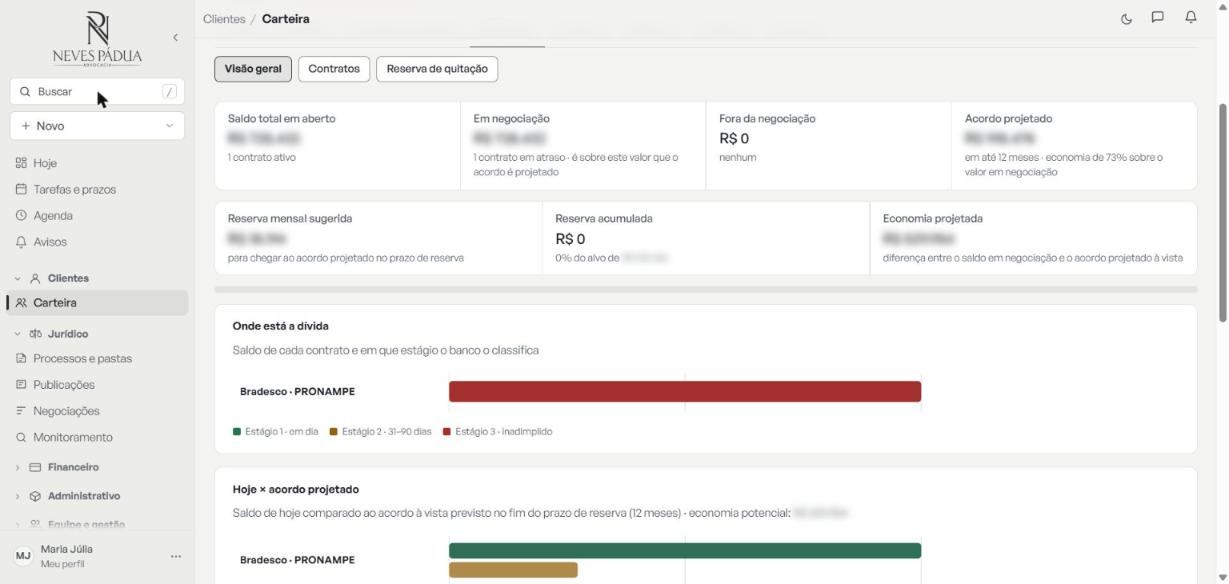 NEVES PÁDUA
ADVOCACIA
Buscar /
Novo
Hoje
Tarefas e prazos
Agenda
Avisos
Clientes
Carteira
Jurídico
Processos e pastas
Publicações
Negociações
Monitoramento
Financeiro
Administrativo
Equipe e gestão
MJ
Maria Júlia
Meu perfil
Clientes / Carteira
Visão geral
Contratos
Reserva de quitação
Saldo total em aberto
1 contrato ativo
Em negociação
1 contrato em atraso · é sobre este valor que o
acordo é projetado
Fora da negociação
R$ 0
nenhum
Acordo projetado
em até 12 meses · economia de 73% sobre o
valor em negociação
Reserva mensal sugerida
para chegar ao acordo projetado no prazo de reserva
Reserva acumulada
R$ 0
0% do alvo de
Economia projetada
diferença entre o saldo em negociação e o acordo projetado à vista
Onde está a dívida
Saldo de cada contrato e em que estágio o banco o classifica
Bradesco · PRONAMPE
Estágio 1 · em dia
Estágio 2 · 31–90 dias
Estágio 3 · inadimplido
Hoje × acordo projetado
Saldo de hoje comparado ao acordo à vista previsto no fim do prazo de reserva (12 meses) · economia potencial:
Bradesco · PRONAMPE